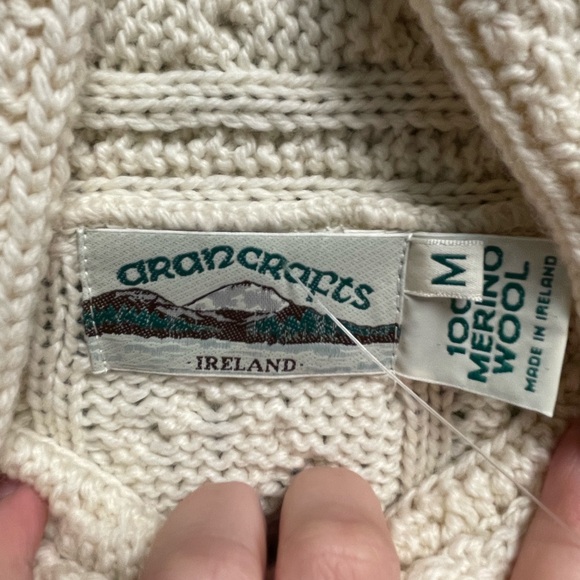 arancrafts
·IRELAND·
M
100
MERINO
WOOL
MADE IN IRELAND